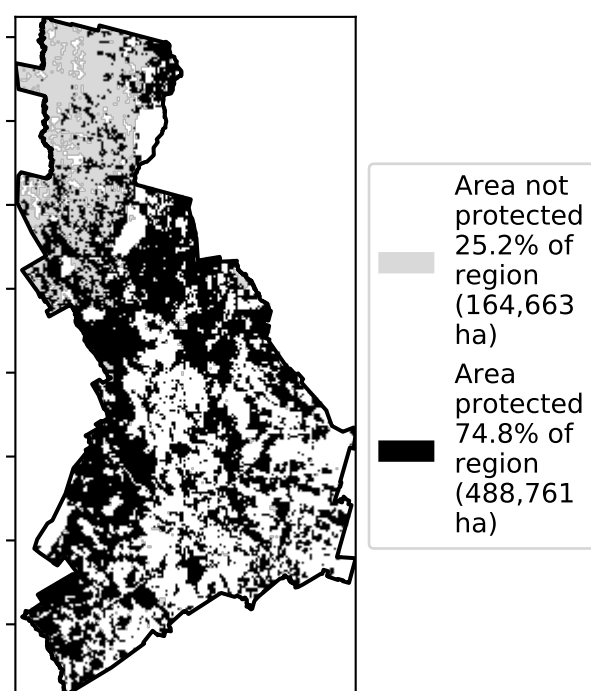 Area not
protected
25.2% of
region
(164,663
ha)
Area
protected
74.8% of
region
(488,761
ha)